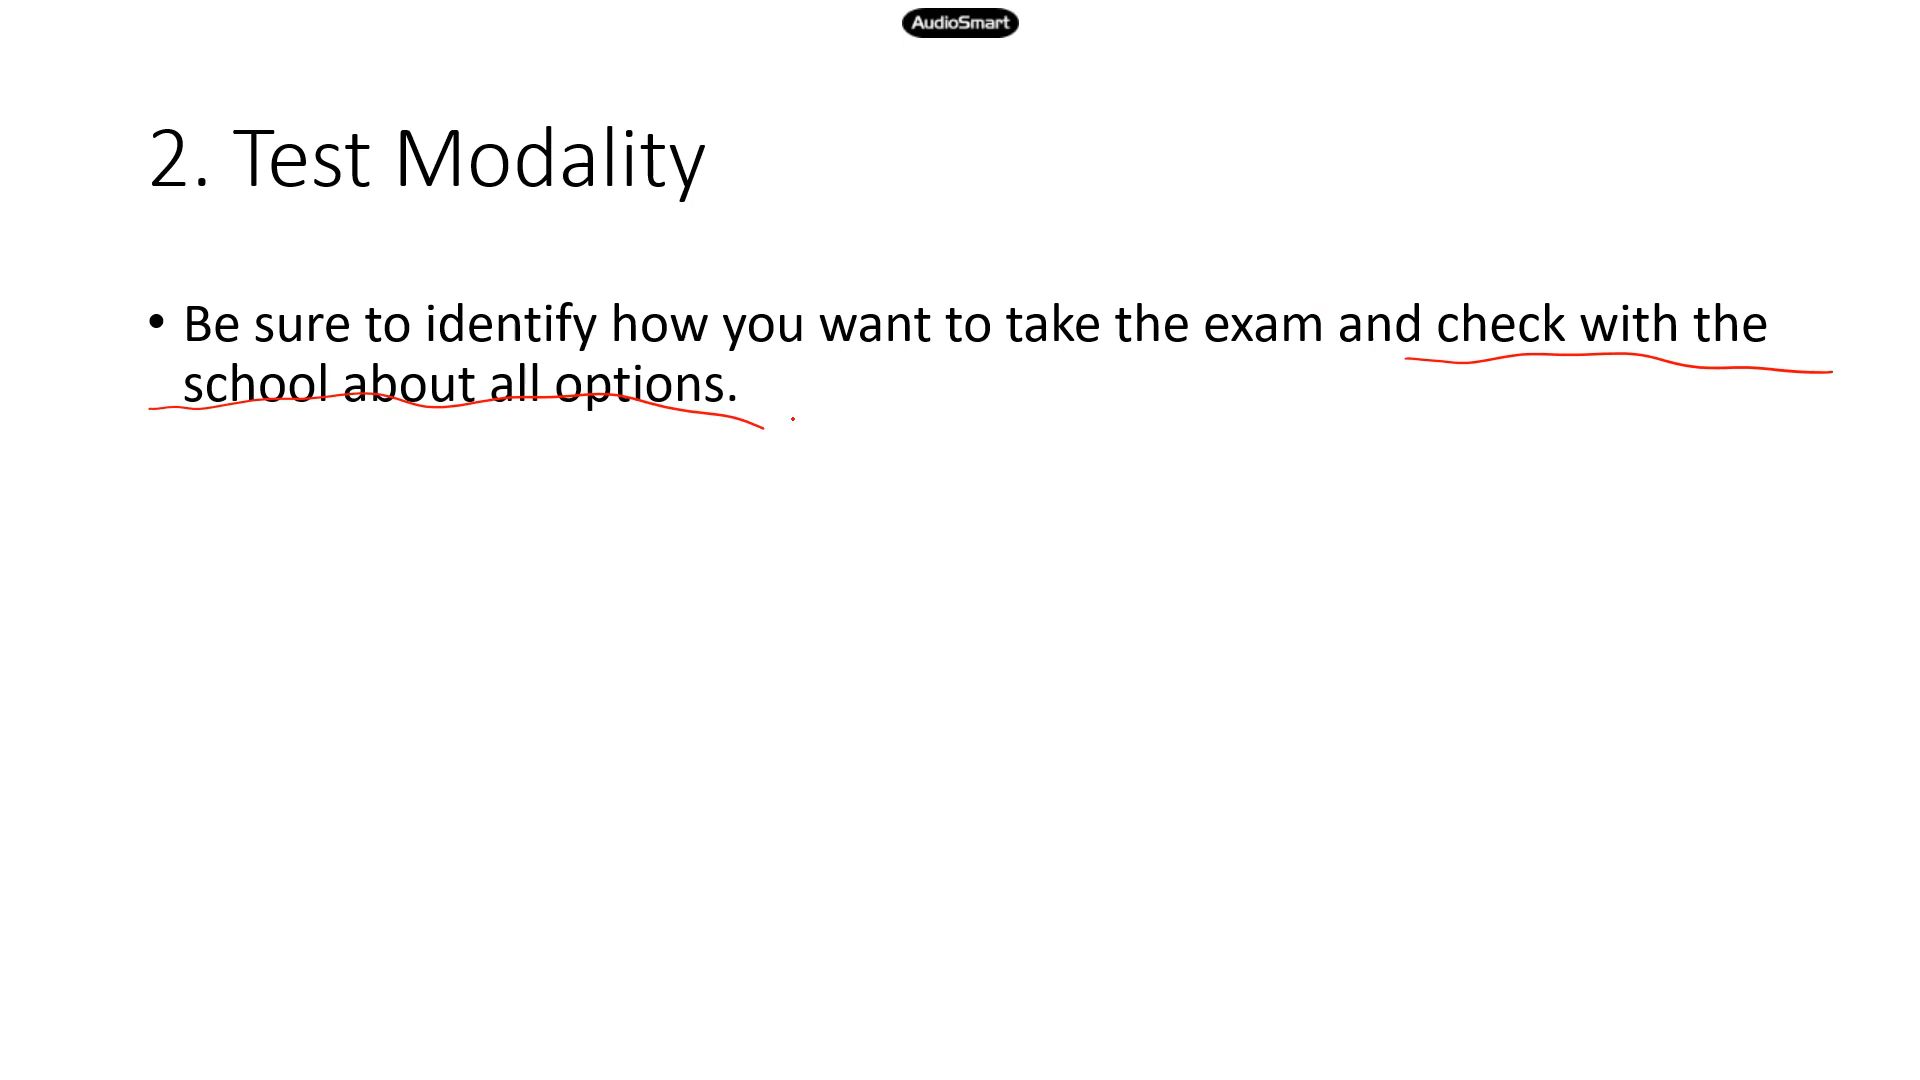 AudioSmart
2. Test Modality
• Be sure to identify how you want to take the exam and check with the
school about all options.